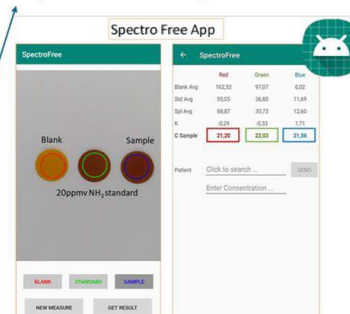 Spectro Free App
SpectroFree
Blank
Sample
20ppmv NH3 standard
BLANK
STANDARD
SAMPLE
NEW MEASURE
GET RESULT
← SpectroFree
Red Green Blue
Blank Avg 162,52 97,07 0,02
Std Avg 93,05 36,85 11,69
Spl Avg 88,87 30,73 12,60
K -0,29 -0,33 1,71
C Sample 21,20 22,03 21,56
Patient Click to search ... SEND
Enter Consentration ...